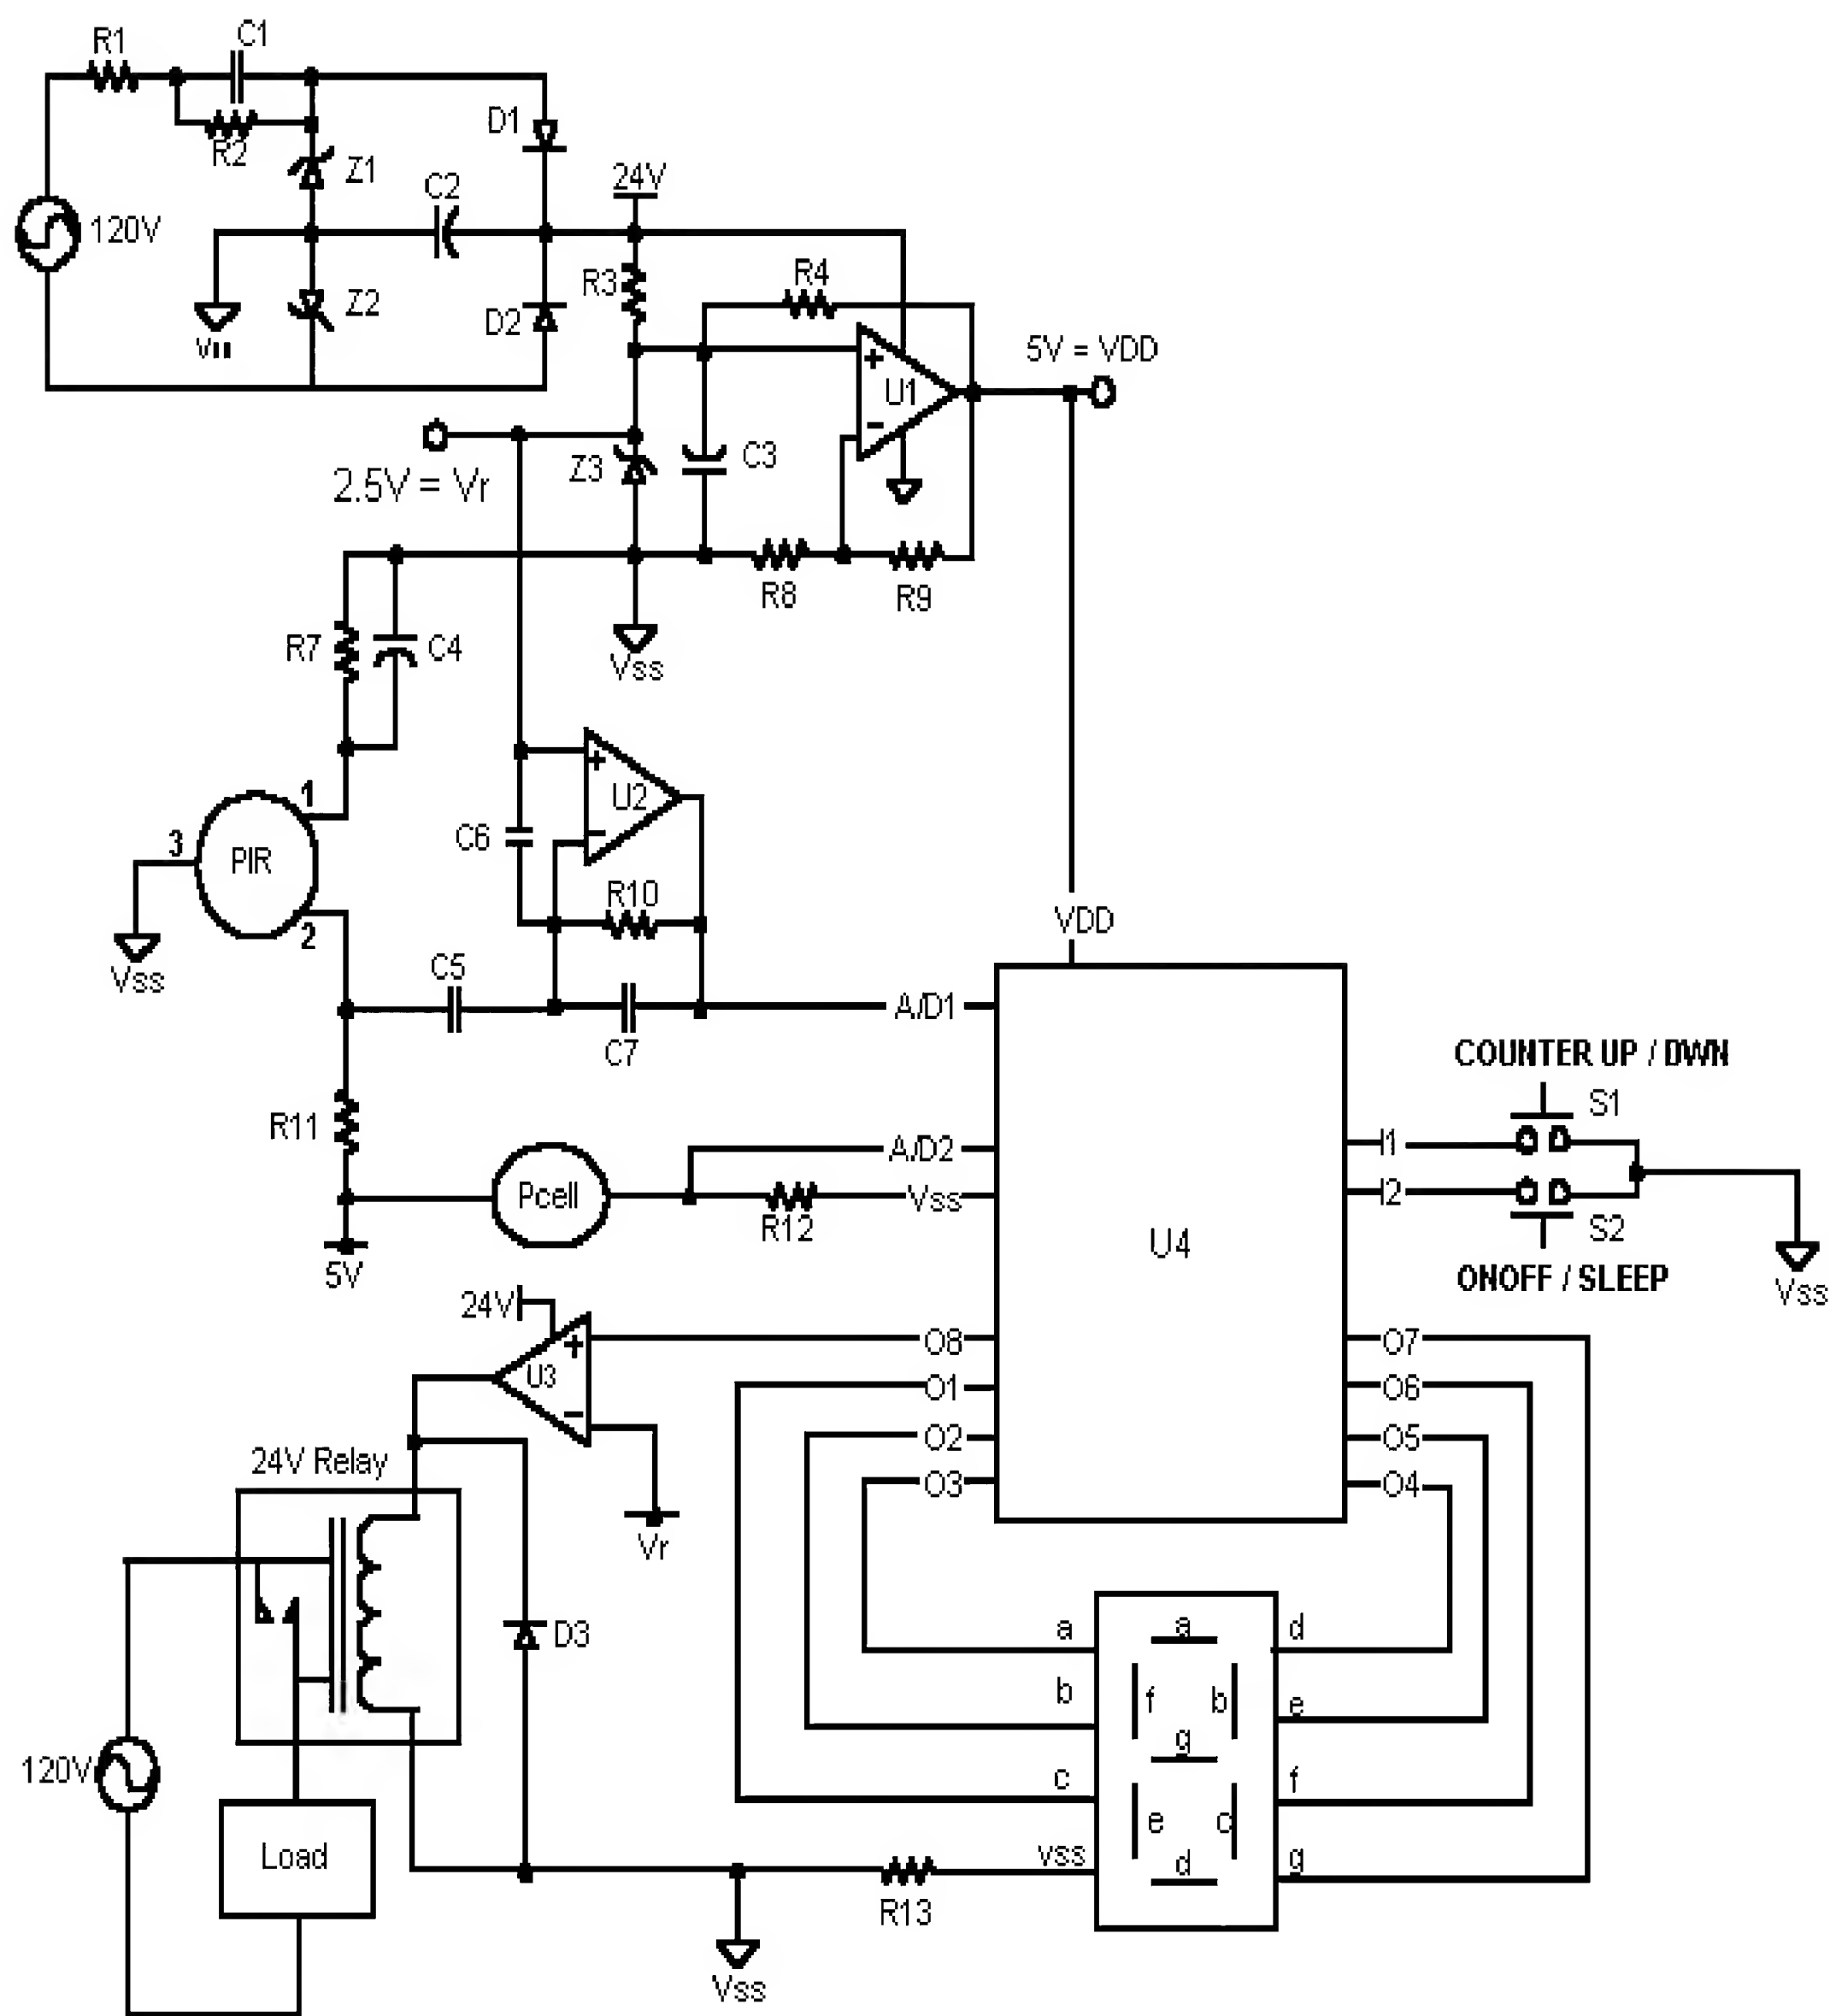 R1
C1
R2
Z1
D1
120V
C2
24V
Z2
D2
R3
R4
5V = VDD
+
U1
-
2.5V = Vr
Z3
C3
R8
R9
R7
C4
Vss
1
+
U2
-
3
PIR
C6
R10
2
VDD
Vss
C5
A/D1
C7
COUNTER UP / DWN
S1
R11
A/D2
I1
Pcell
Vss
I2
R12
U4
S2
5V
ONOFF / SLEEP
Vss
24V
+
U3
-
O8
O7
O1
O6
O2
O5
O3
O4
24V Relay
Vr
D3
a
a
d
b
f
b
e
g
120V
c
f
e
c
Load
vss
d
g
R13
Vss